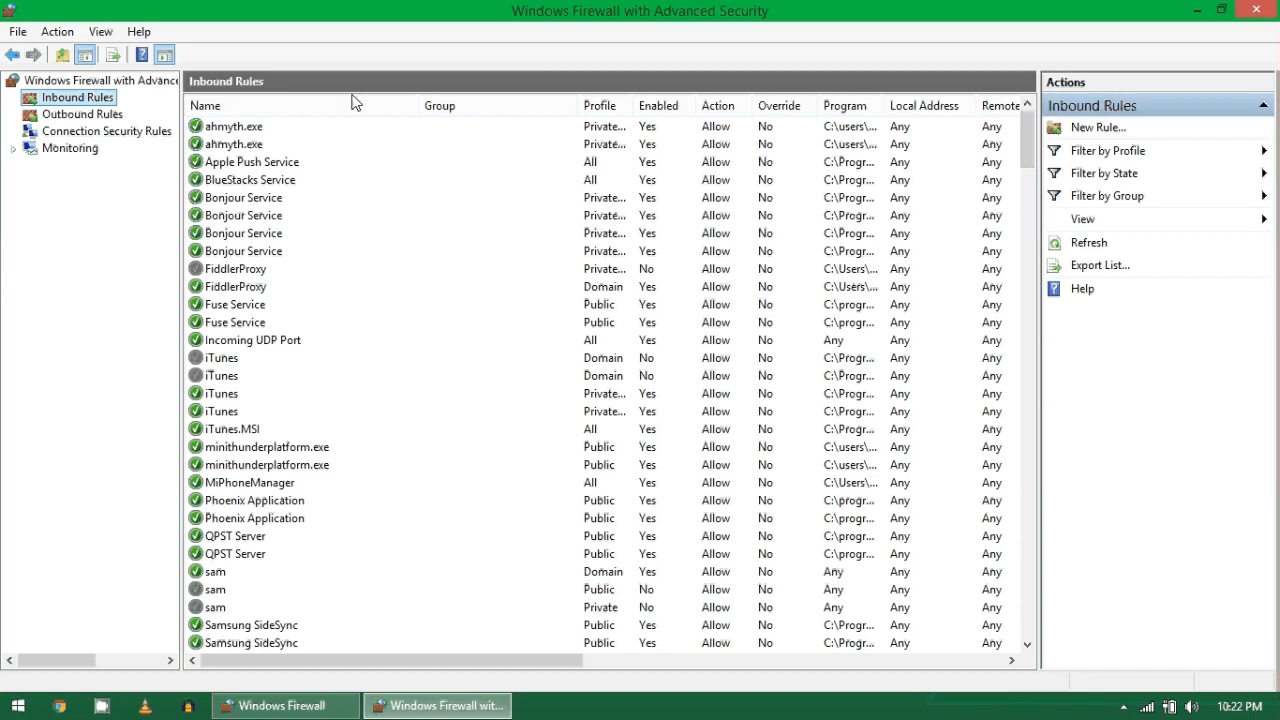 Windows Firewall with Advanced Security
File Action View Help
Windows Firewall with Advance
Inbound Rules
Outbound Rules
Connection Security Rules
Monitoring
Inbound Rules
Name Group Profile Enabled Action Override Program Local Address Remote
ahmyth.exe Private... Yes Allow No C:\users\... Any Any
ahmyth.exe Private... Yes Allow No C:\users\... Any Any
Apple Push Service All Yes Allow No C:\Progr... Any Any
BlueStacks Service All Yes Allow No C:\Progr... Any Any
Bonjour Service Private... Yes Allow No C:\Progr... Any Any
Bonjour Service Private... Yes Allow No C:\Progr... Any Any
Bonjour Service Private... Yes Allow No C:\Progr... Any Any
Bonjour Service Private... Yes Allow No C:\Progr... Any Any
FiddlerProxy Private... No Allow No C:\Users\... Any Any
FiddlerProxy Domain Yes Allow No C:\Users\... Any Any
Fuse Service Public Yes Allow No C:\progr... Any Any
Fuse Service Public Yes Allow No C:\progr... Any Any
Incoming UDP Port All Yes Allow No Any Any Any
iTunes Domain No Allow No C:\Progr... Any Any
iTunes Domain No Allow No C:\Progr... Any Any
iTunes Private... Yes Allow No C:\Progr... Any Any
iTunes Private... Yes Allow No C:\Progr... Any Any
iTunes.MSI All Yes Allow No C:\Progr... Any Any
minithunderplatform.exe Public Yes Allow No C:\users\... Any Any
minithunderplatform.exe Public Yes Allow No C:\users\... Any Any
MiPhoneManager All Yes Allow No C:\Users\... Any Any
Phoenix Application Public Yes Allow No C:\progr... Any Any
Phoenix Application Public Yes Allow No C:\progr... Any Any
QPST Server Public Yes Allow No C:\progr... Any Any
QPST Server Public Yes Allow No C:\progr... Any Any
sam Domain Yes Allow No Any Any Any
sam Public No Allow No Any Any Any
sam Private No Allow No Any Any Any
Samsung SideSync Public Yes Allow No C:\Progr... Any Any
Samsung SideSync Public Yes Allow No C:\Progr... Any Any
Actions
Inbound Rules
New Rule...
Filter by Profile
Filter by State
Filter by Group
View
Refresh
Export List...
Help
Windows Firewall
Windows Firewall wit...
10:22 PM